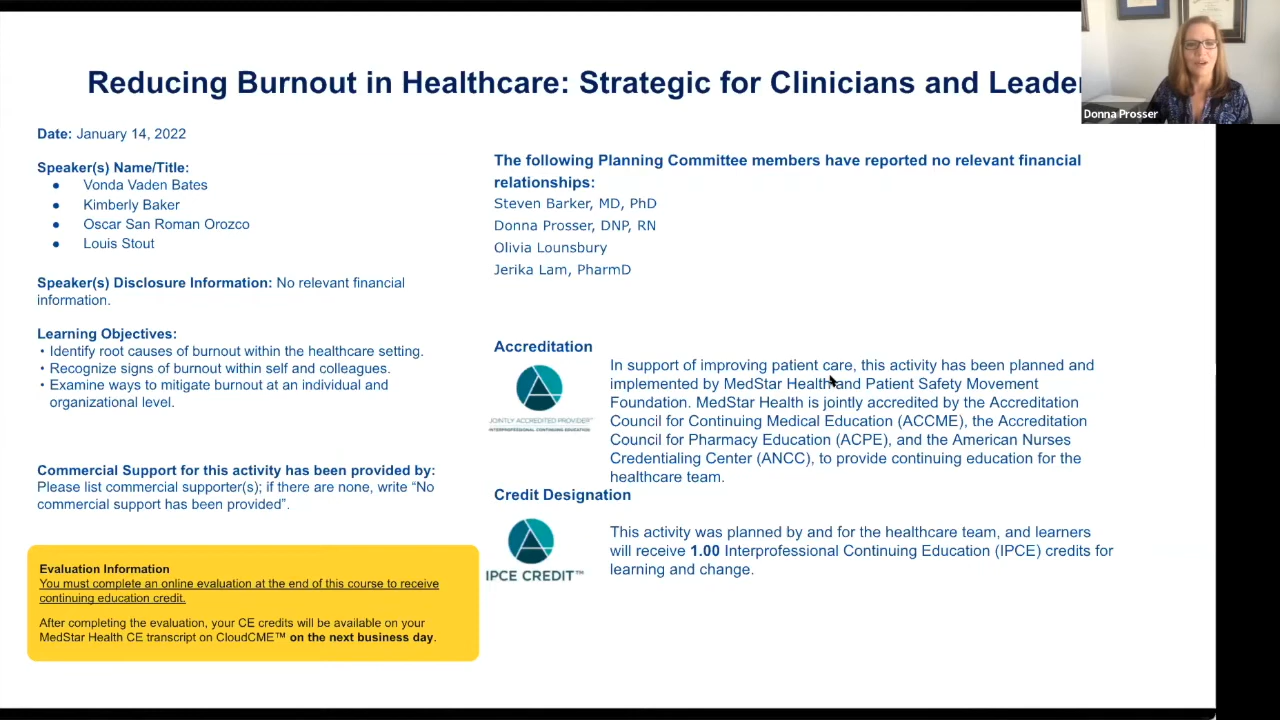 Reducing Burnout in Healthcare: Strategic for Clinicians and Leade
Donna Prosser
Date: January 14, 2022
Speaker(s) Name/Title:
● Vonda Vaden Bates
● Kimberly Baker
● Oscar San Roman Orozco
● Louis Stout
Speaker(s) Disclosure Information: No relevant financial
information.
Learning Objectives:
• Identify root causes of burnout within the healthcare setting.
• Recognize signs of burnout within self and colleagues.
• Examine ways to mitigate burnout at an individual and
organizational level.
Commercial Support for this activity has been provided by:
Please list commercial supporter(s); if there are none, write “No
commercial support has been provided”.
Evaluation Information
You must complete an online evaluation at the end of this course to receive
continuing education credit.
After completing the evaluation, your CE credits will be available on your
MedStar Health CE transcript on CloudCME™ on the next business day.
The following Planning Committee members have reported no relevant financial
relationships:
Steven Barker, MD, PhD
Donna Prosser, DNP, RN
Olivia Lounsbury
Jerika Lam, PharmD
Accreditation
JOINTLY ACCREDITED PROVIDER™
INTERPROFESSIONAL CONTINUING EDUCATION
In support of improving patient care, this activity has been planned and
implemented by MedStar Health and Patient Safety Movement
Foundation. MedStar Health is jointly accredited by the Accreditation
Council for Continuing Medical Education (ACCME), the Accreditation
Council for Pharmacy Education (ACPE), and the American Nurses
Credentialing Center (ANCC), to provide continuing education for the
healthcare team.
Credit Designation
IPCE CREDIT™
This activity was planned by and for the healthcare team, and learners
will receive 1.00 Interprofessional Continuing Education (IPCE) credits for
learning and change.